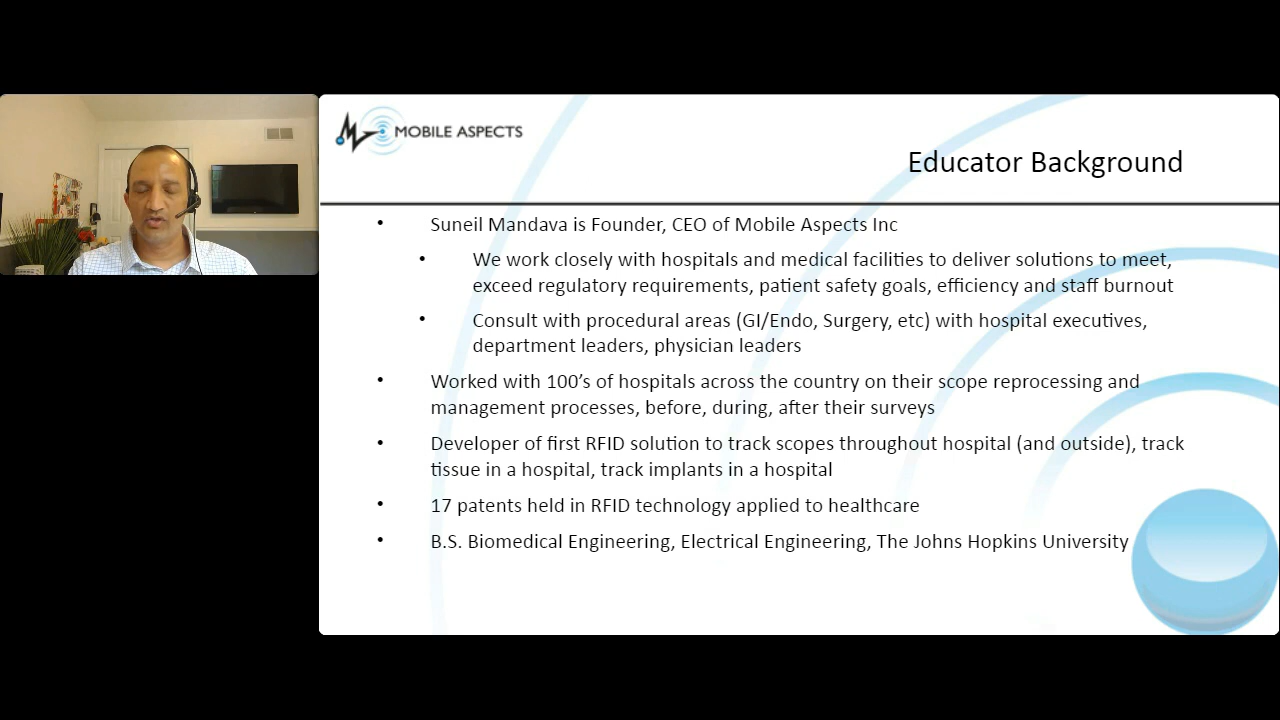 MOBILE ASPECTS
Educator Background
• Suneil Mandava is Founder, CEO of Mobile Aspects Inc
• We work closely with hospitals and medical facilities to deliver solutions to meet,
exceed regulatory requirements, patient safety goals, efficiency and staff burnout
• Consult with procedural areas (GI/Endo, Surgery, etc) with hospital executives,
department leaders, physician leaders
• Worked with 100’s of hospitals across the country on their scope reprocessing and
management processes, before, during, after their surveys
• Developer of first RFID solution to track scopes throughout hospital (and outside), track
tissue in a hospital, track implants in a hospital
• 17 patents held in RFID technology applied to healthcare
• B.S. Biomedical Engineering, Electrical Engineering, The Johns Hopkins University